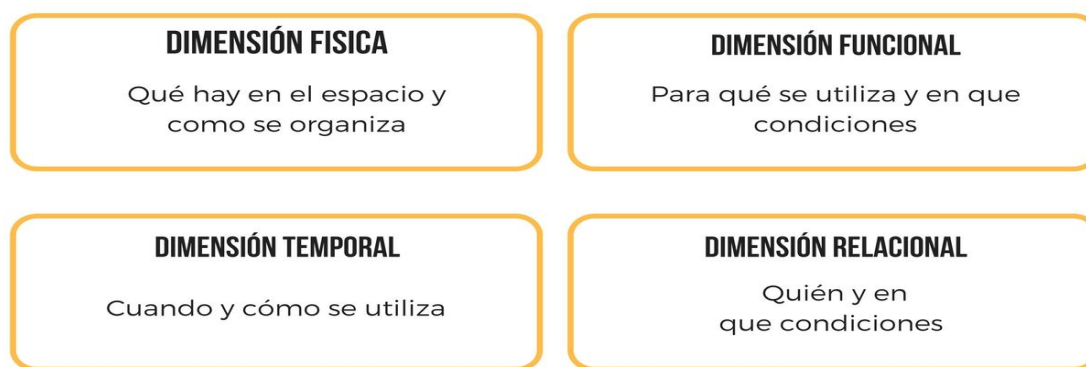 DIMENSIÓN FISICA
Qué hay en el espacio y
como se organiza
DIMENSIÓN FUNCIONAL
Para qué se utiliza y en que
condiciones
DIMENSIÓN TEMPORAL
Cuando y cómo se utiliza
DIMENSIÓN RELACIONAL
Quién y en
que condiciones